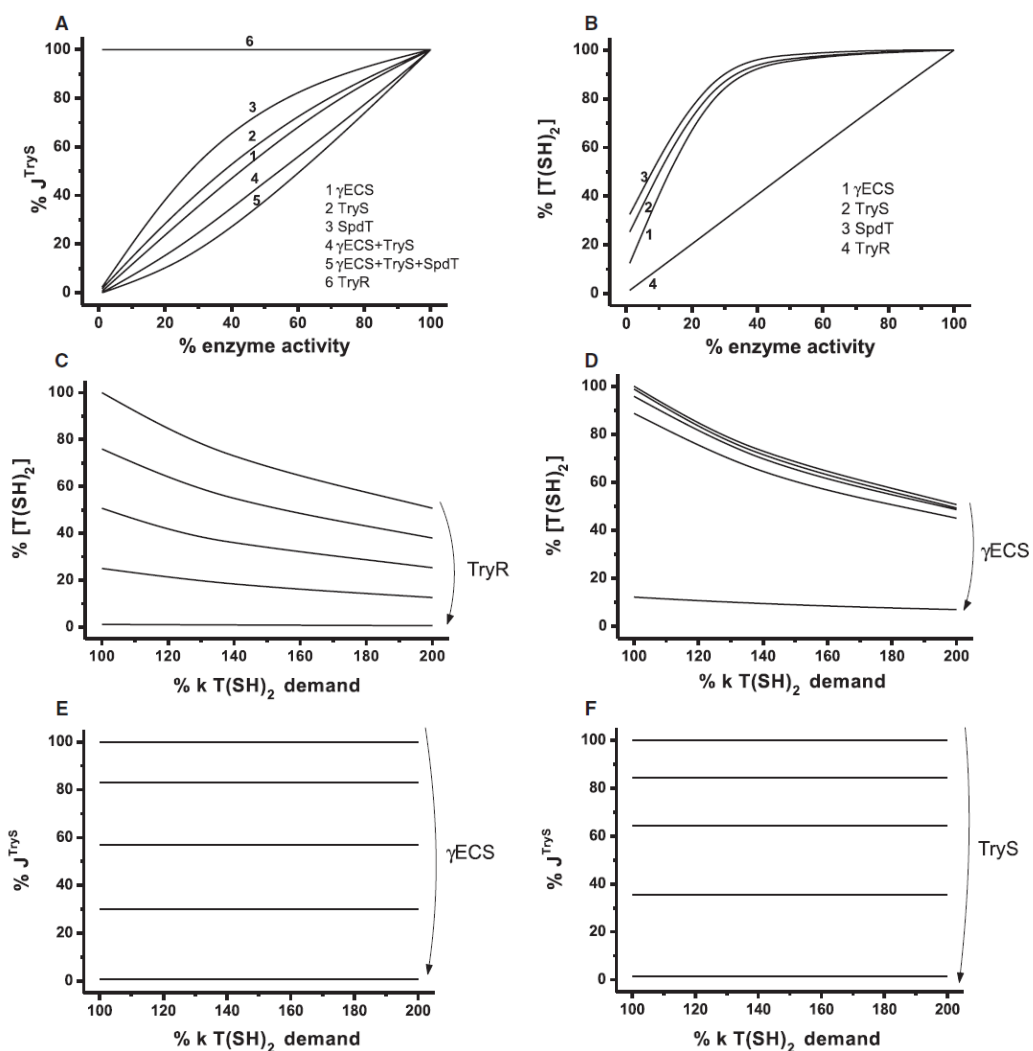 A
% J^TryS
100
80
60
40
20
0
6
3
2
1
4
5
1 γECS
2 TryS
3 SpdT
4 γECS+TryS
5 γECS+TryS+SpdT
6 TryR
0 20 40 60 80 100
% enzyme activity
B
% [T(SH)₂]
100
80
60
40
20
0
3
2
1
4
1 γECS
2 TryS
3 SpdT
4 TryR
0 20 40 60 80 100
% enzyme activity
C
% [T(SH)₂]
100
80
60
40
20
0
TryR
100 120 140 160 180 200
% k T(SH)₂ demand
D
% [T(SH)₂]
100
80
60
40
20
0
γECS
100 120 140 160 180 200
% k T(SH)₂ demand
E
% J^TryS
100
80
60
40
20
0
γECS
100 120 140 160 180 200
% k T(SH)₂ demand
F
% J^TryS
100
80
60
40
20
0
TryS
100 120 140 160 180 200
% k T(SH)₂ demand